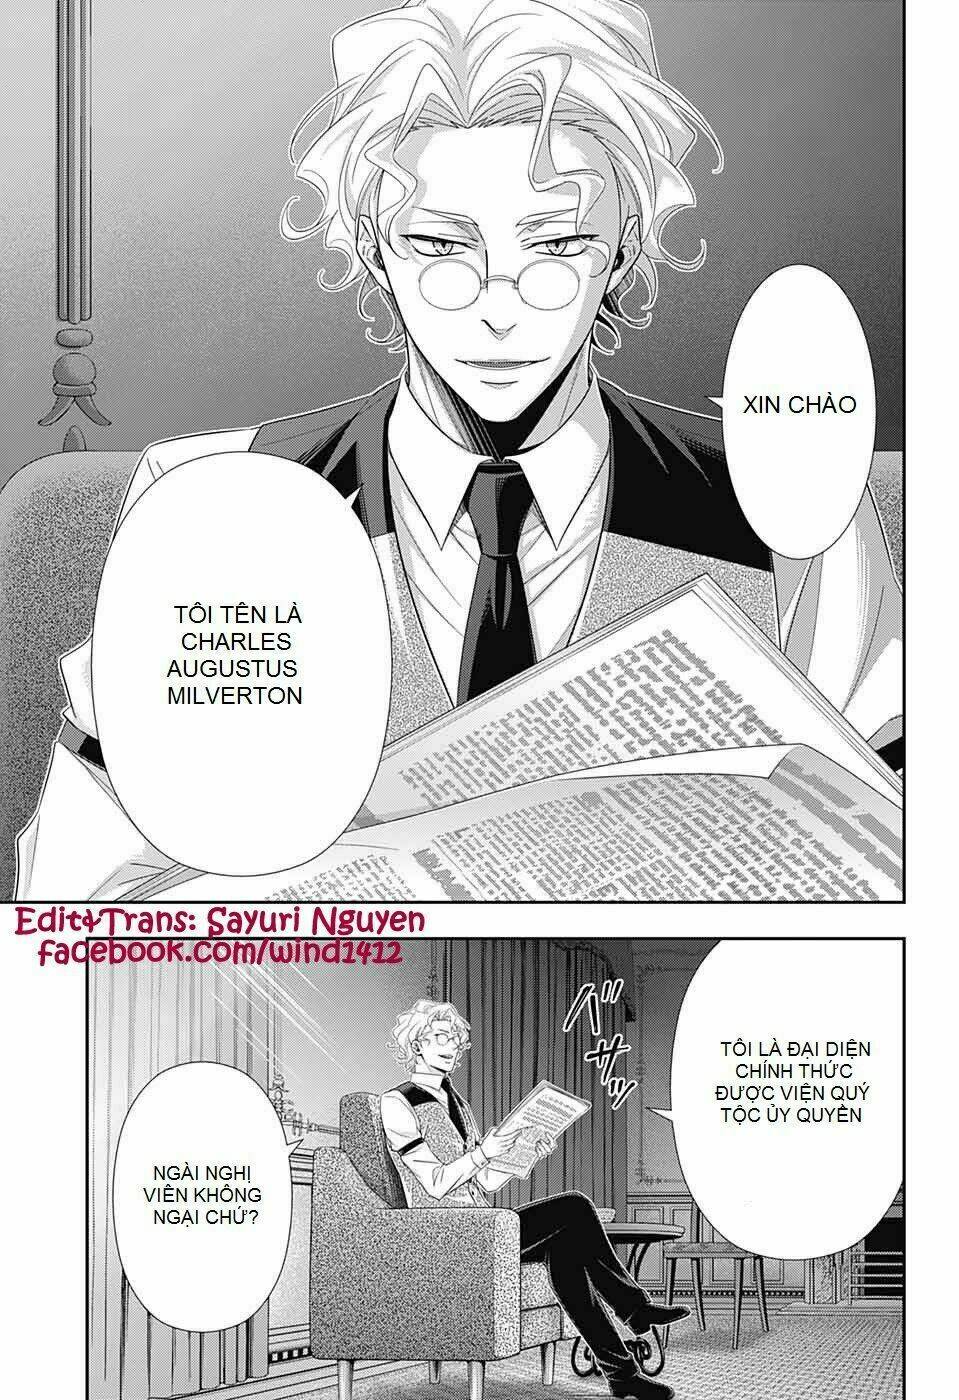 XIN CHÀO
TÔI TÊN LÀ
CHARLES
AUGUSTUS
MILVERTON
Edit&Trans: Sayuri Nguyen
facebook.com/wind1412
バサッ
TÔI LÀ ĐẠI DIỆN
CHÍNH THỨC
ĐƯỢC VIỆN QUÝ
TỘC ỦY QUYỀN
NGÀI NGHỊ
VIÊN KHÔNG
NGẠI CHỨ?